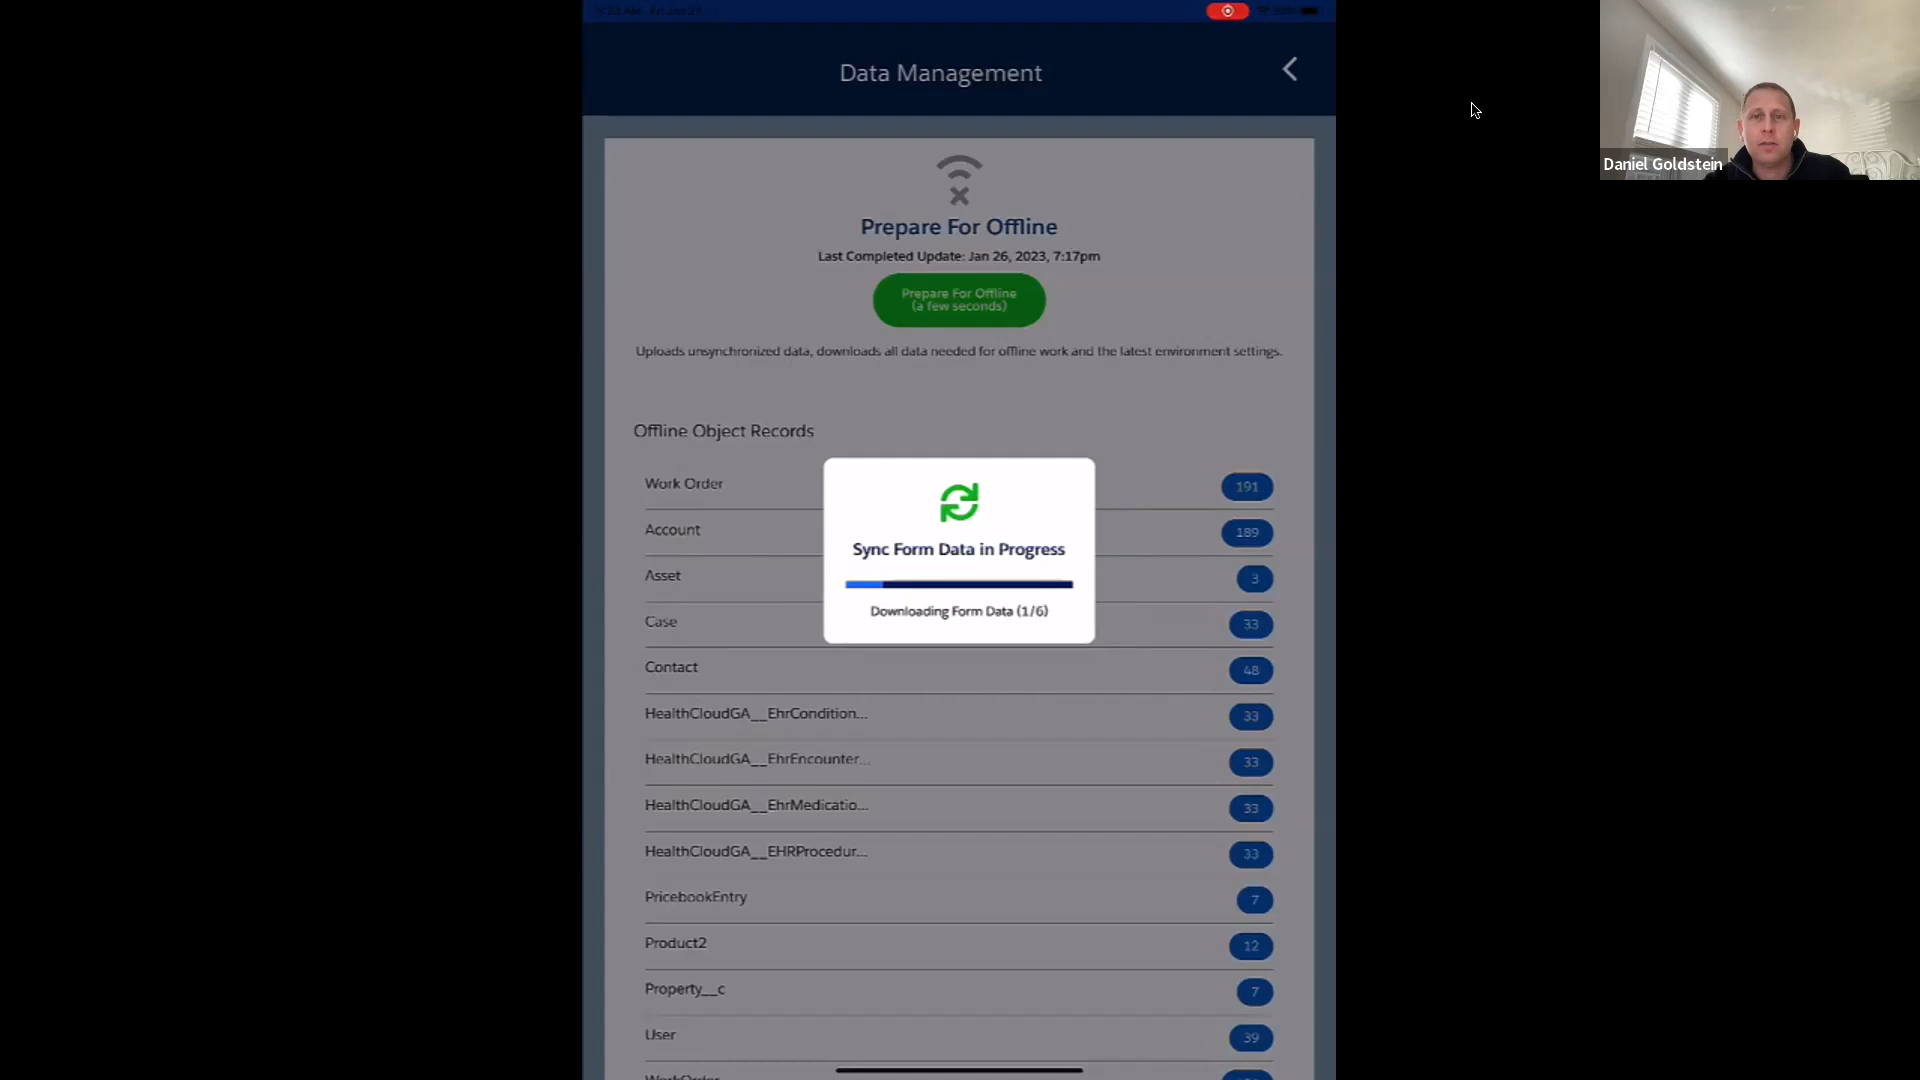 Data Management
Daniel Goldstein
Prepare For Offline
Last Completed Update: Jan 26, 2023, 7:17pm
Prepare For Offline
(a few seconds)
Uploads unsynchronized data, downloads all data needed for offline work and the latest environment settings.
Offline Object Records
Work Order 191
Account 189
Sync Form Data in Progress
Asset 3
Downloading Form Data (1/6)
Case 33
Contact 48
HealthCloudGA__EhrCondition... 33
HealthCloudGA__EhrEncounter... 33
HealthCloudGA__EhrMedicatio... 33
HealthCloudGA__EHRProcedur... 33
PricebookEntry 7
Product2 12
Property__c 7
User 39
WorkOrder